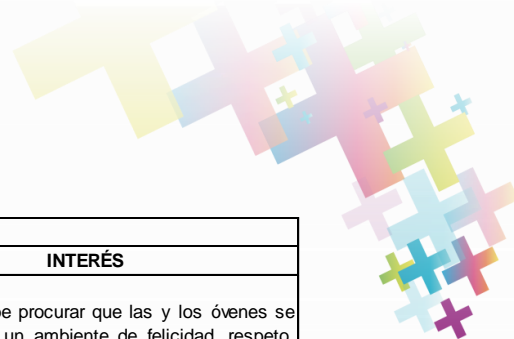 INTERÉS
e procurar que las y los óvenes se
un ambiente de felicidad, respeto,